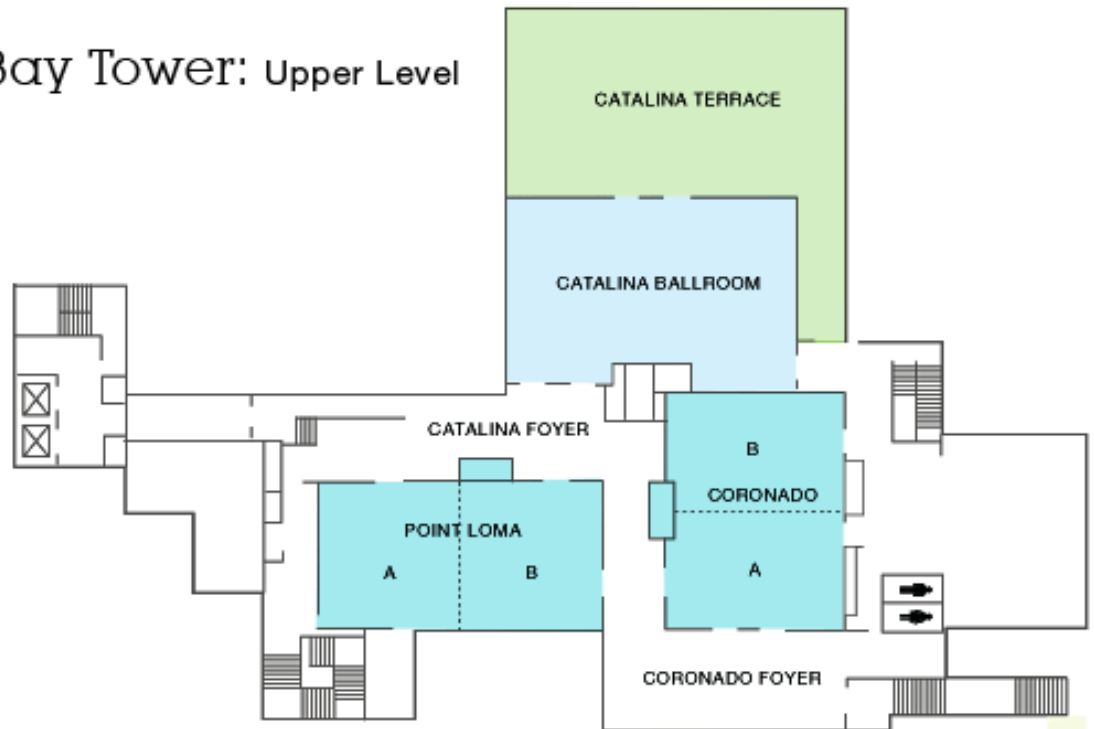 Bay Tower: Upper Level
CATALINA TERRACE
CATALINA BALLROOM
CATALINA FOYER
B
CORONADO
POINT LOMA
A
B
A
CORONADO FOYER